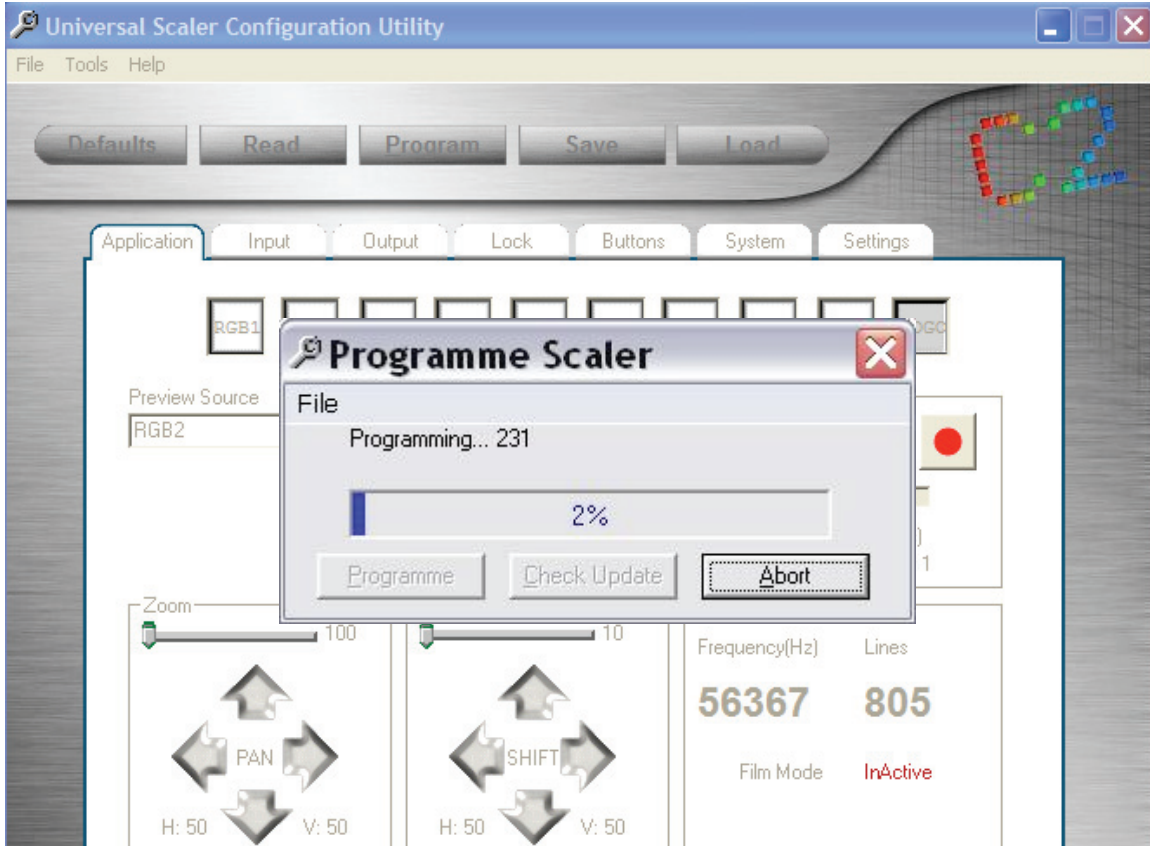 Universal Scaler Configuration Utility
File Tools Help
Defaults Read Program Save Load
Application Input Output Lock Buttons System Settings
RGB1
Programme Scaler
Preview Source
File
RGB2
Programming... 231
2%
1
Programme Check Update Abort
Zoom
100 10
Frequency(Hz) Lines
56367 805
PAN SHIFT
Film Mode InActive
H: 50 V: 50 H: 50 V: 50